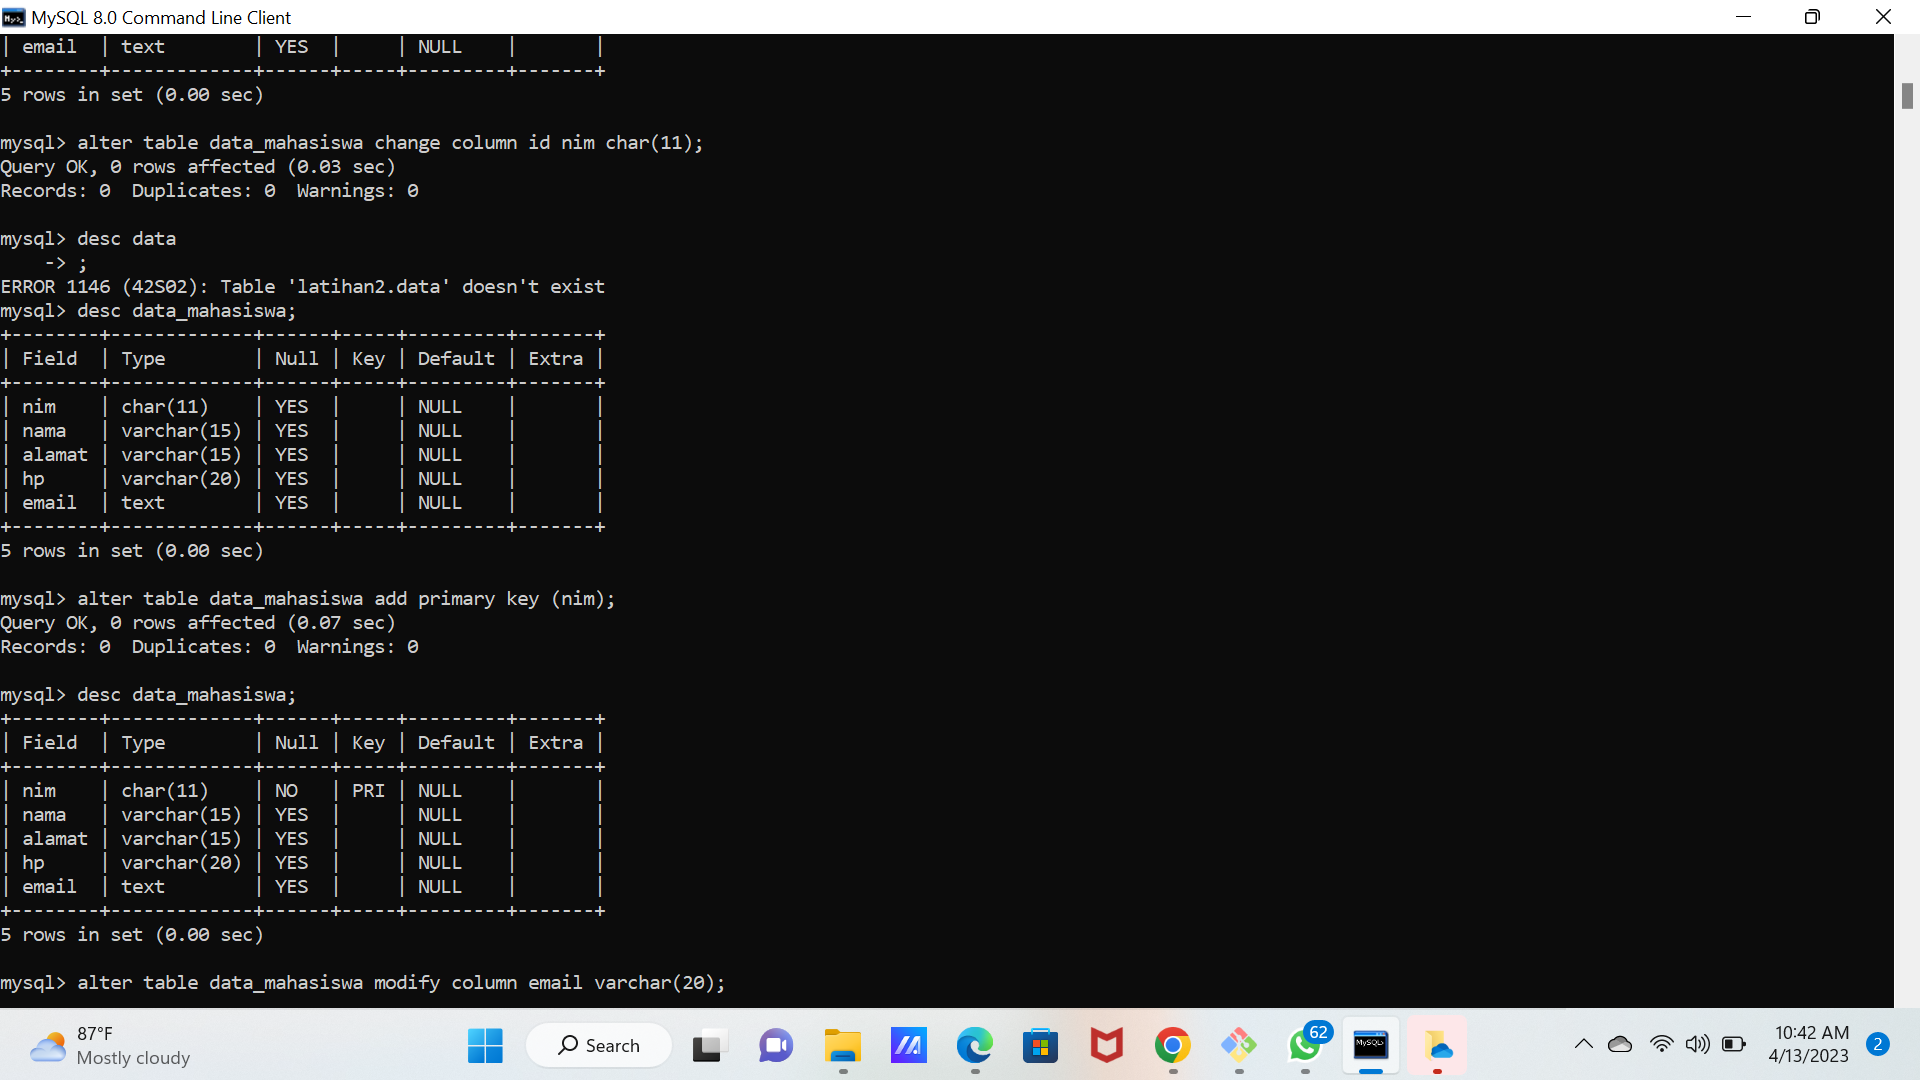 MySQL 8.0 Command Line Client
| email  | text        | YES  |     | NULL    |       |
+--------+-------------+------+-----+---------+-------+
5 rows in set (0.00 sec)
mysql> alter table data_mahasiswa change column id nim char(11);
Query OK, 0 rows affected (0.03 sec)
Records: 0  Duplicates: 0  Warnings: 0
mysql> desc data
    -> ;
ERROR 1146 (42S02): Table 'latihan2.data' doesn't exist
mysql> desc data_mahasiswa;
+--------+-------------+------+-----+---------+-------+
| Field  | Type        | Null | Key | Default | Extra |
+--------+-------------+------+-----+---------+-------+
| nim    | char(11)    | YES  |     | NULL    |       |
| nama   | varchar(15) | YES  |     | NULL    |       |
| alamat | varchar(15) | YES  |     | NULL    |       |
| hp     | varchar(20) | YES  |     | NULL    |       |
| email  | text        | YES  |     | NULL    |       |
+--------+-------------+------+-----+---------+-------+
5 rows in set (0.00 sec)
mysql> alter table data_mahasiswa add primary key (nim);
Query OK, 0 rows affected (0.07 sec)
Records: 0  Duplicates: 0  Warnings: 0
mysql> desc data_mahasiswa;
+--------+-------------+------+-----+---------+-------+
| Field  | Type        | Null | Key | Default | Extra |
+--------+-------------+------+-----+---------+-------+
| nim    | char(11)    | NO   | PRI | NULL    |       |
| nama   | varchar(15) | YES  |     | NULL    |       |
| alamat | varchar(15) | YES  |     | NULL    |       |
| hp     | varchar(20) | YES  |     | NULL    |       |
| email  | text        | YES  |     | NULL    |       |
+--------+-------------+------+-----+---------+-------+
5 rows in set (0.00 sec)
mysql> alter table data_mahasiswa modify column email varchar(20);
87°F
Mostly cloudy
Search
62
MySQL>
10:42 AM
4/13/2023
2